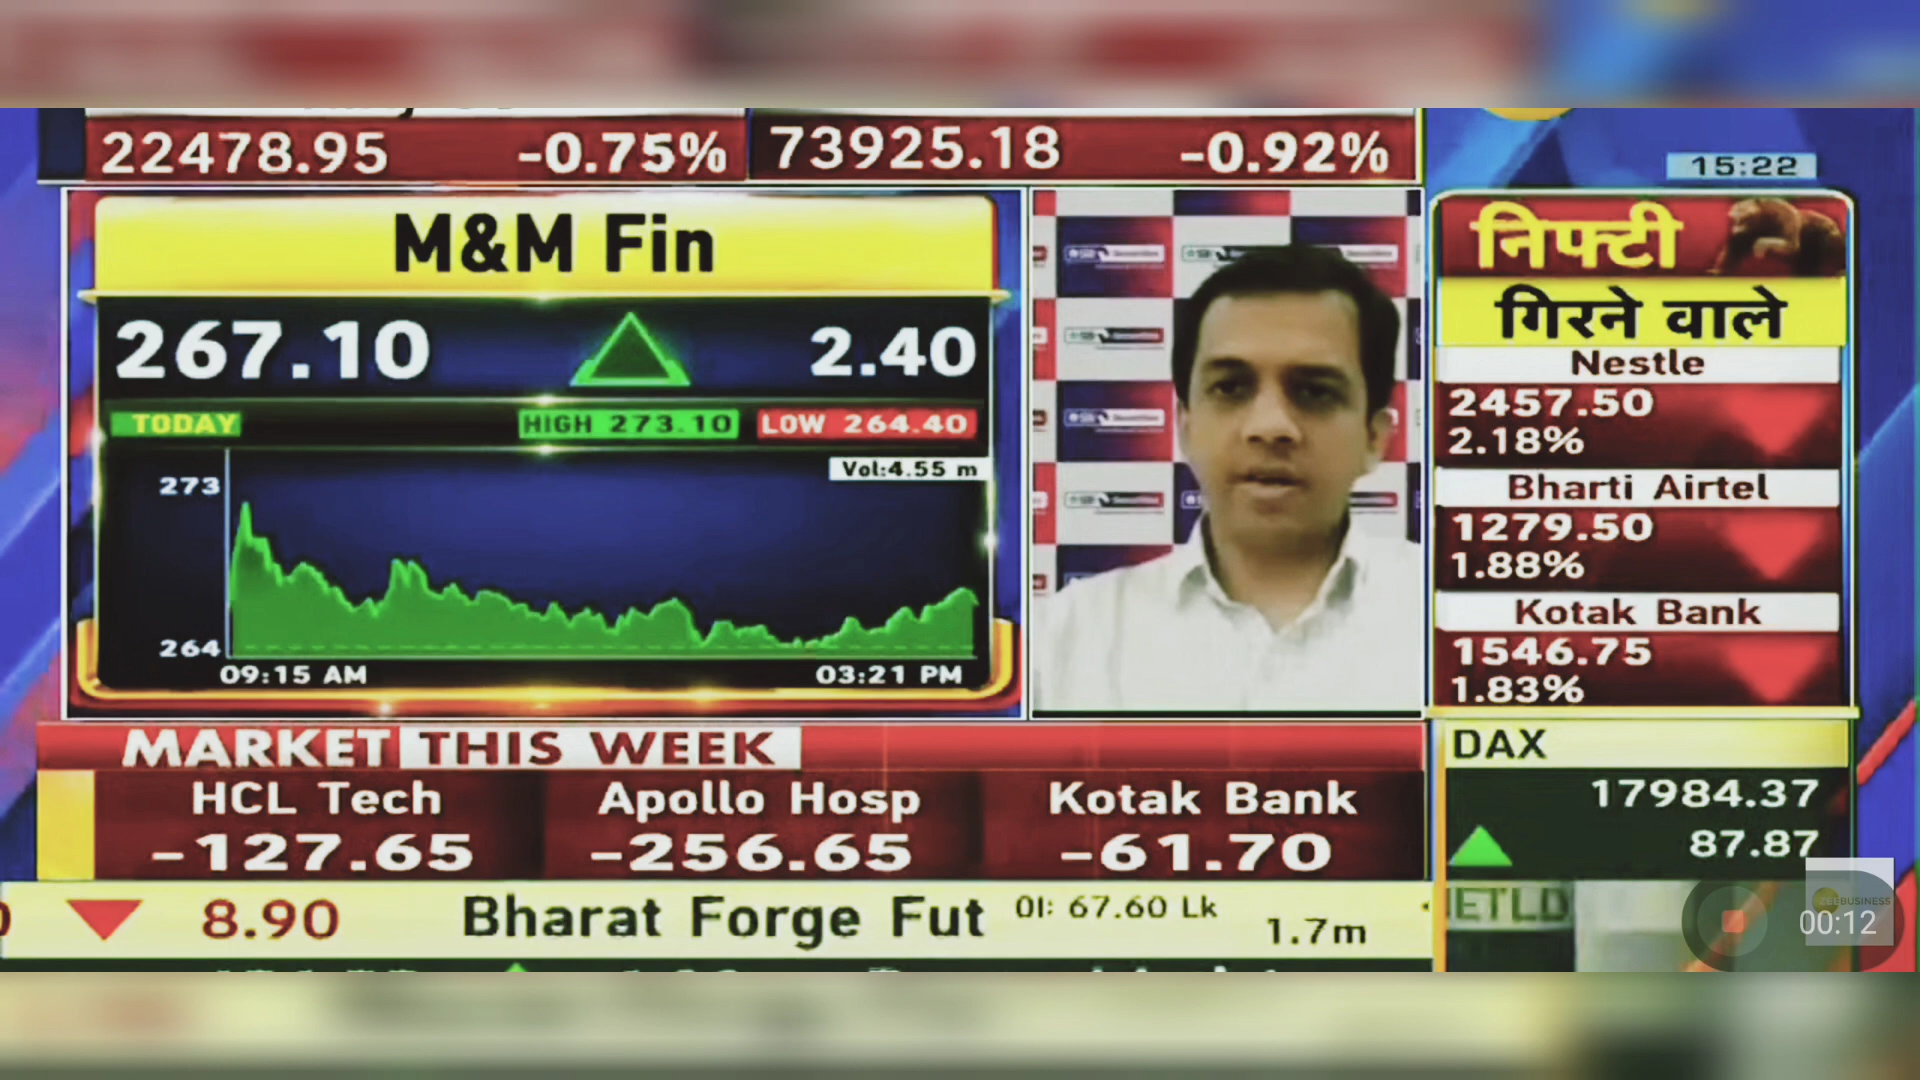 22478.95 -0.75% 73925.18 -0.92%
15:22
M&M Fin
267.10 2.40
TODAY HIGH 273.10 LOW 264.40
Vol:4.55 m
273
264
09:15 AM 03:21 PM
निफ्टी
गिरने वाले
Nestle
2457.50
2.18%
Bharti Airtel
1279.50
1.88%
Kotak Bank
1546.75
1.83%
MARKET THIS WEEK
HCL Tech Apollo Hosp Kotak Bank
-127.65 -256.65 -61.70
DAX
17984.37
87.87
8.90 Bharat Forge Fut OI: 67.60 Lk 1.7m
ZEEBUSINESS
00:12